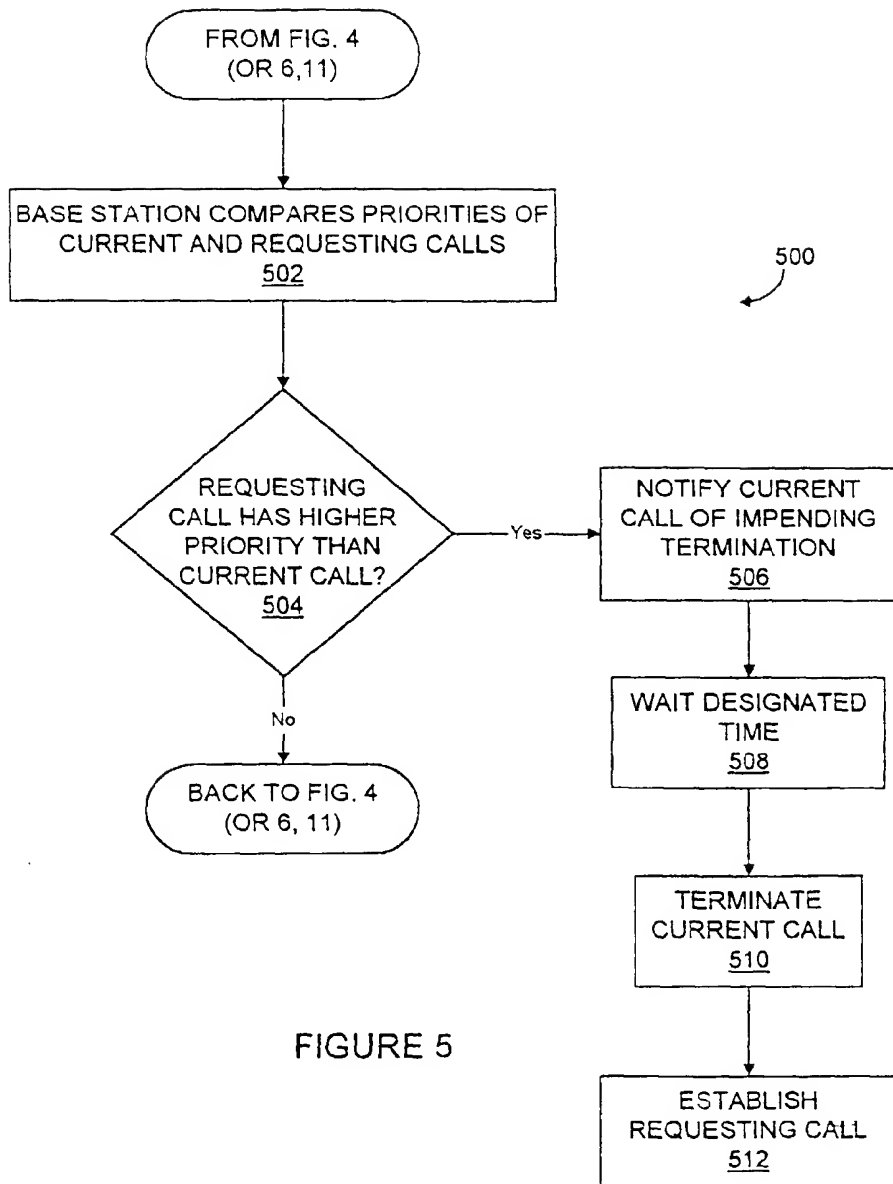 FROM FIG. 4
(OR 6,11)
BASE STATION COMPARES PRIORITIES OF
CURRENT AND REQUESTING CALLS
502
500
REQUESTING
CALL HAS HIGHER
PRIORITY THAN
CURRENT CALL?
504
Yes
NOTIFY CURRENT
CALL OF IMPENDING
TERMINATION
506
No
WAIT DESIGNATED
TIME
508
BACK TO FIG. 4
(OR 6, 11)
TERMINATE
CURRENT CALL
510
FIGURE 5
ESTABLISH
REQUESTING CALL
512